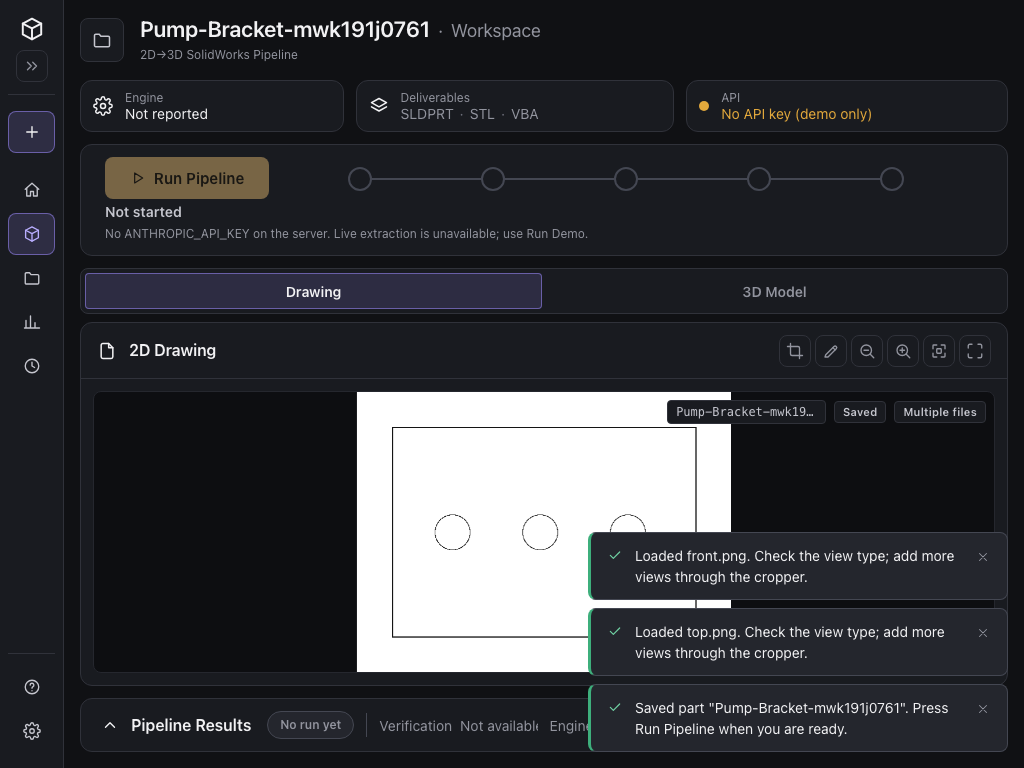 Pump-Bracket-mwk191j0761 · Workspace
2D→3D SolidWorks Pipeline
Engine
Not reported
Deliverables
SLDPRT · STL · VBA
API
No API key (demo only)
Run Pipeline
Not started
No ANTHROPIC_API_KEY on the server. Live extraction is unavailable; use Run Demo.
Drawing
3D Model
2D Drawing
Pump-Bracket-mwk19…
Saved
Multiple files
Loaded front.png. Check the view type; add more
views through the cropper.
Loaded top.png. Check the view type; add more
views through the cropper.
Saved part "Pump-Bracket-mwk191j0761". Press
Run Pipeline when you are ready.
Pipeline Results
No run yet
Verification Not available
Engine